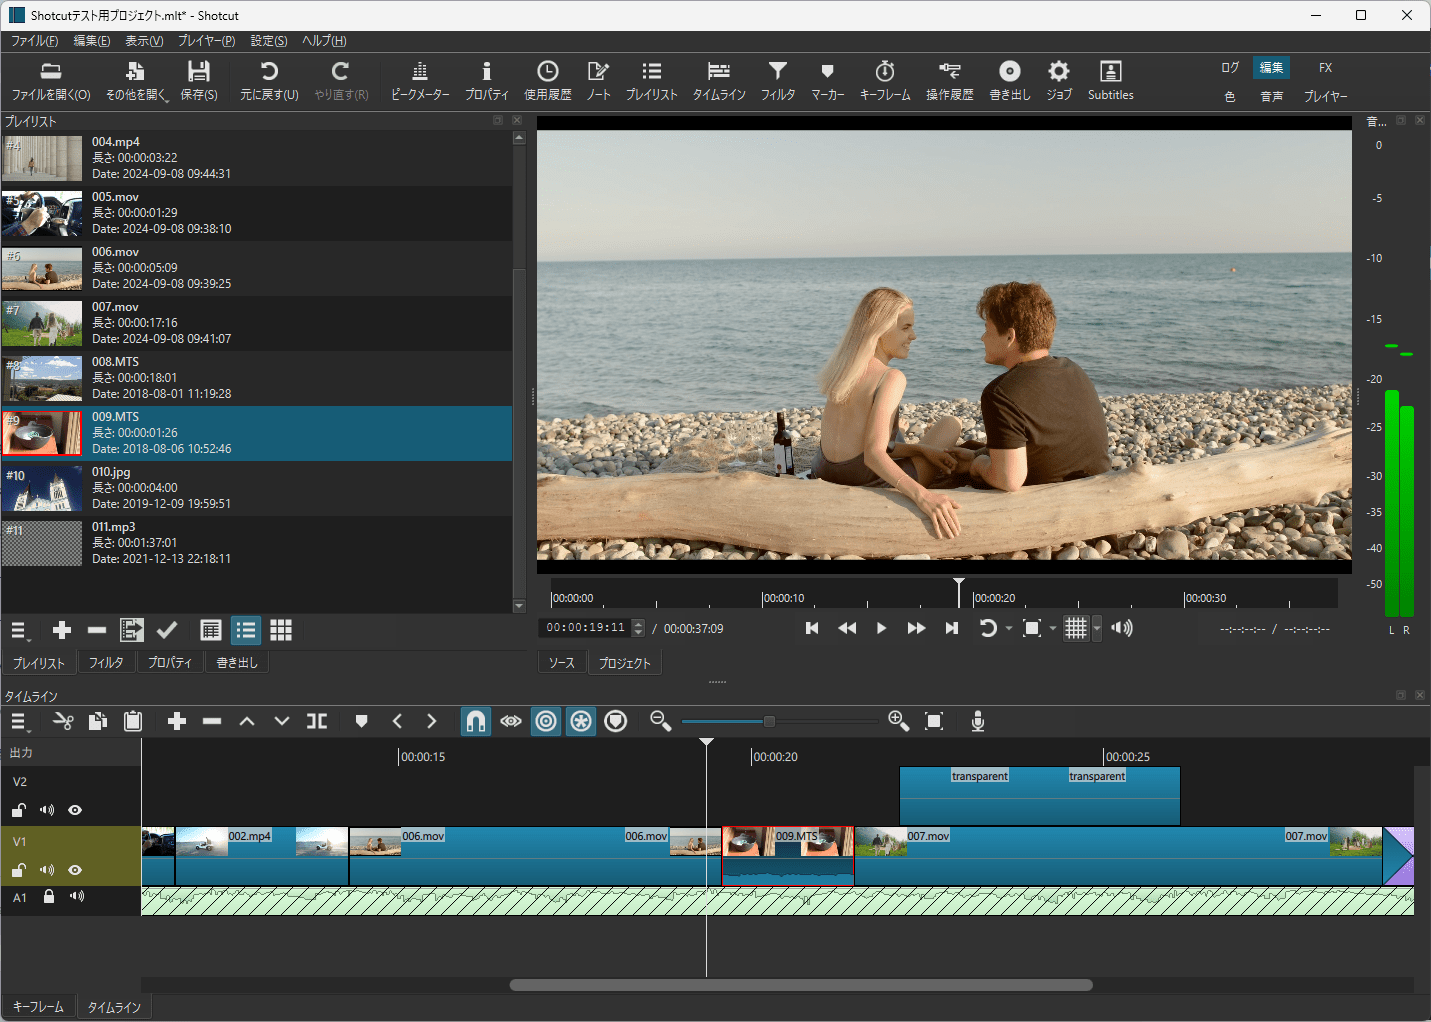 Shotcutテスト用プロジェクト.mlt* - Shotcut
ファイル(F) 編集(E) 表示(V) プレイヤー(P) 設定(S) ヘルプ(H)
ファイルを開く(O) その他を開く 保存(S) 元に戻す(U) やり直す(R) ピークメーター プロパティ 使用履歴 ノート プレイリスト タイムライン フィルタ マーカー キーフレーム 操作履歴 書き出し ジョブ Subtitles
ログ 編集 FX
色 音声 プレイヤー
プレイリスト
#4
004.mp4
長さ: 00:00:03:22
Date: 2024-09-08 09:44:31
#5
005.mov
長さ: 00:00:01:29
Date: 2024-09-08 09:38:10
#6
006.mov
長さ: 00:00:05:09
Date: 2024-09-08 09:39:25
#7
007.mov
長さ: 00:00:17:16
Date: 2024-09-08 09:41:07
#8
008.MTS
長さ: 00:00:18:01
Date: 2018-08-01 11:19:28
#9
009.MTS
長さ: 00:00:01:26
Date: 2018-08-06 10:52:46
#10
010.jpg
長さ: 00:00:04:00
Date: 2019-12-09 19:59:51
#11
011.mp3
長さ: 00:01:37:01
Date: 2021-12-13 22:18:11
プレイリスト フィルタ プロパティ 書き出し
00:00:00 00:00:10 00:00:20 00:00:30
00:00:19:11 / 00:00:37:09
--:--:--:-- / --:--:--:--
ソース プロジェクト
音...
0
-5
-10
-15
-20
-25
-30
-35
-40
-50
L R
タイムライン
出力
00:00:15 00:00:20 00:00:25
V2
transparent transparent
V1
002.mp4 006.mov 006.mov 009.MTS 007.mov 007.mov
A1
キーフレーム タイムライン